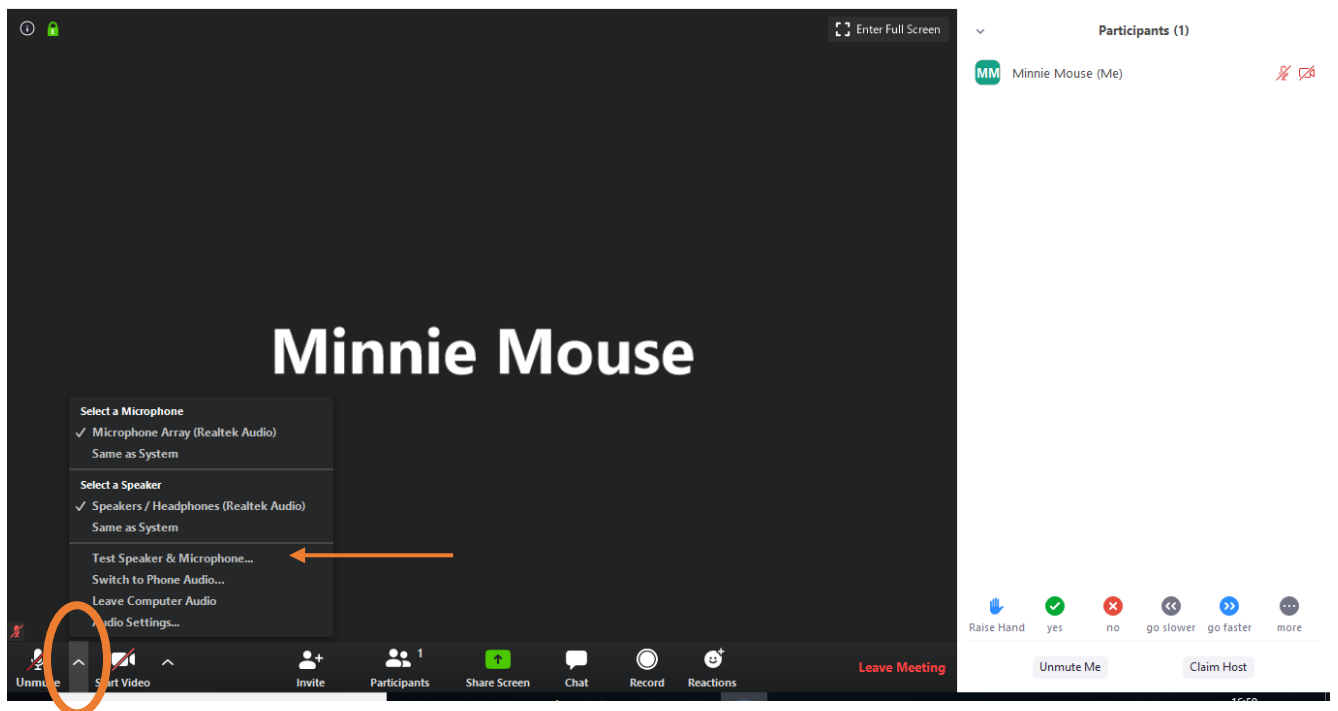 Enter Full Screen
Participants (1)
MM Minnie Mouse (Me)
Minnie Mouse
Select a Microphone
Microphone Array (Realtek Audio)
Same as System
Select a Speaker
Speakers / Headphones (Realtek Audio)
Same as System
Test Speaker & Microphone...
Switch to Phone Audio...
Leave Computer Audio
Audio Settings...
Raise Hand yes no go slower go faster more
1
Unmute Start Video Invite Participants Share Screen Chat Record Reactions
Leave Meeting
Unmute Me Claim Host